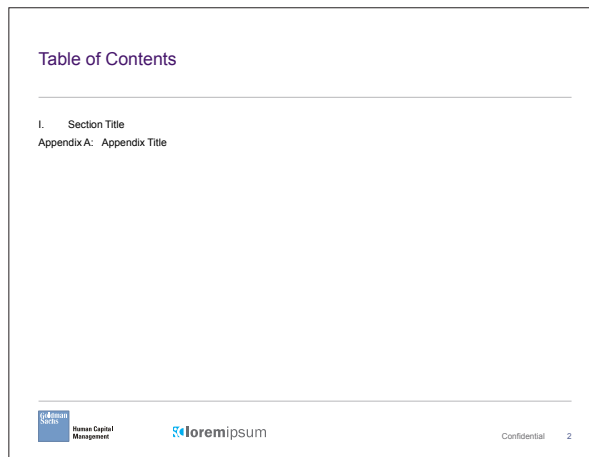 Table of Contents
I. Section Title
Appendix A: Appendix Title
Goldman
Sachs
Human Capital
Management
loremipsum
Confidential 2